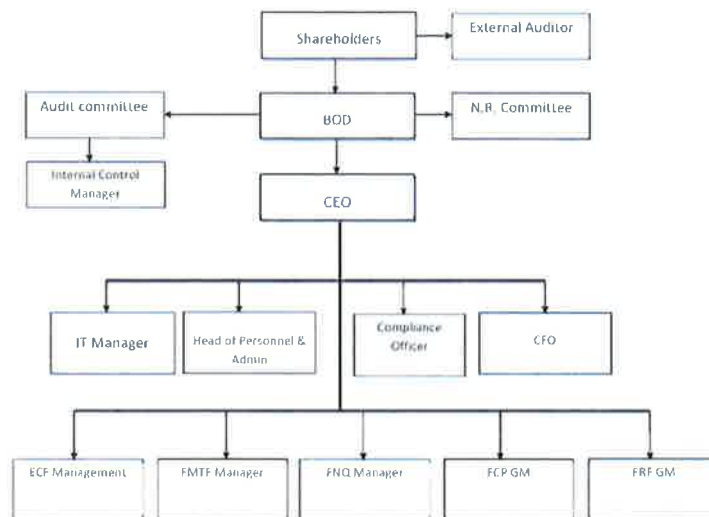 Shareholders
External Auditor
Audit committee
BOD
N.R. Committee
Internal Control
Manager
CEO
IT Manager
Head of Personnel &
Admin
Compliance
Officer
CFO
ECF Management
FMTF Manager
FNQ Manager
FCP GM
FRF GM